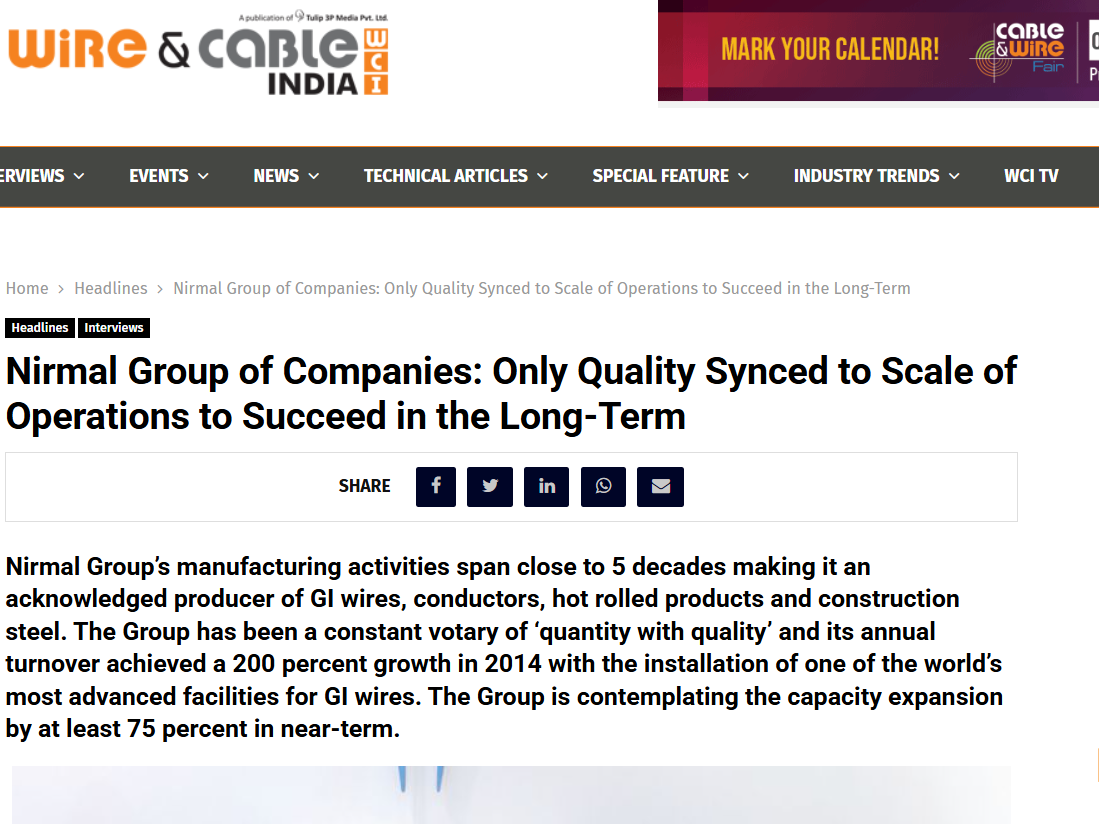 A publication of Tulip 3P Media Pvt. Ltd.
WiRE & CABLE
INDIA
WCI
MARK YOUR CALENDAR!
CABLE
&WIRE
Fair
ERVIEWS
EVENTS
NEWS
TECHNICAL ARTICLES
SPECIAL FEATURE
INDUSTRY TRENDS
WCI TV
Home > Headlines > Nirmal Group of Companies: Only Quality Synced to Scale of Operations to Succeed in the Long-Term
Headlines Interviews
Nirmal Group of Companies: Only Quality Synced to Scale of
Operations to Succeed in the Long-Term
SHARE
Nirmal Group’s manufacturing activities span close to 5 decades making it an
acknowledged producer of GI wires, conductors, hot rolled products and construction
steel. The Group has been a constant votary of ‘quantity with quality’ and its annual
turnover achieved a 200 percent growth in 2014 with the installation of one of the world’s
most advanced facilities for GI wires. The Group is contemplating the capacity expansion
by at least 75 percent in near-term.